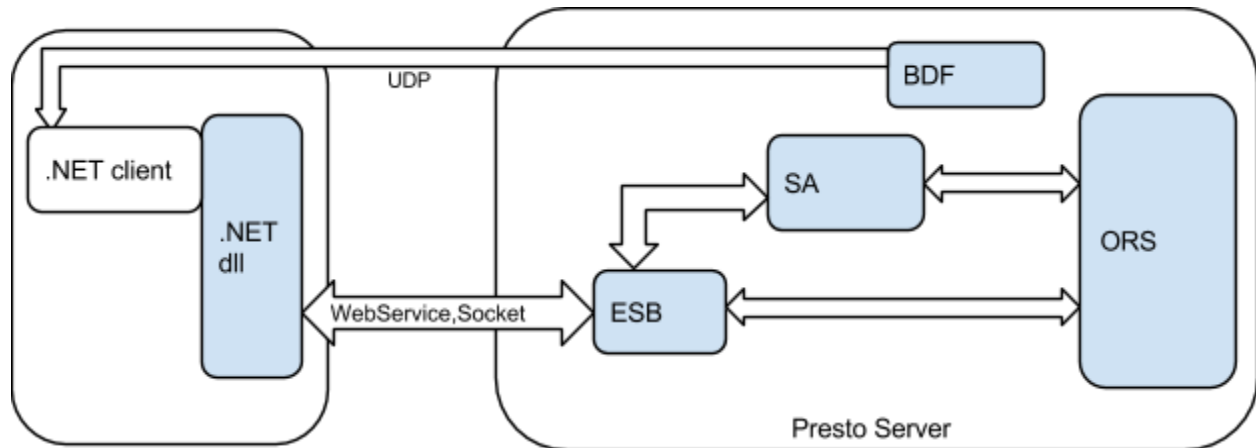 BDF
UDP
.NET client
SA
.NET
dll
ORS
WebService,Socket
ESB
Presto Server